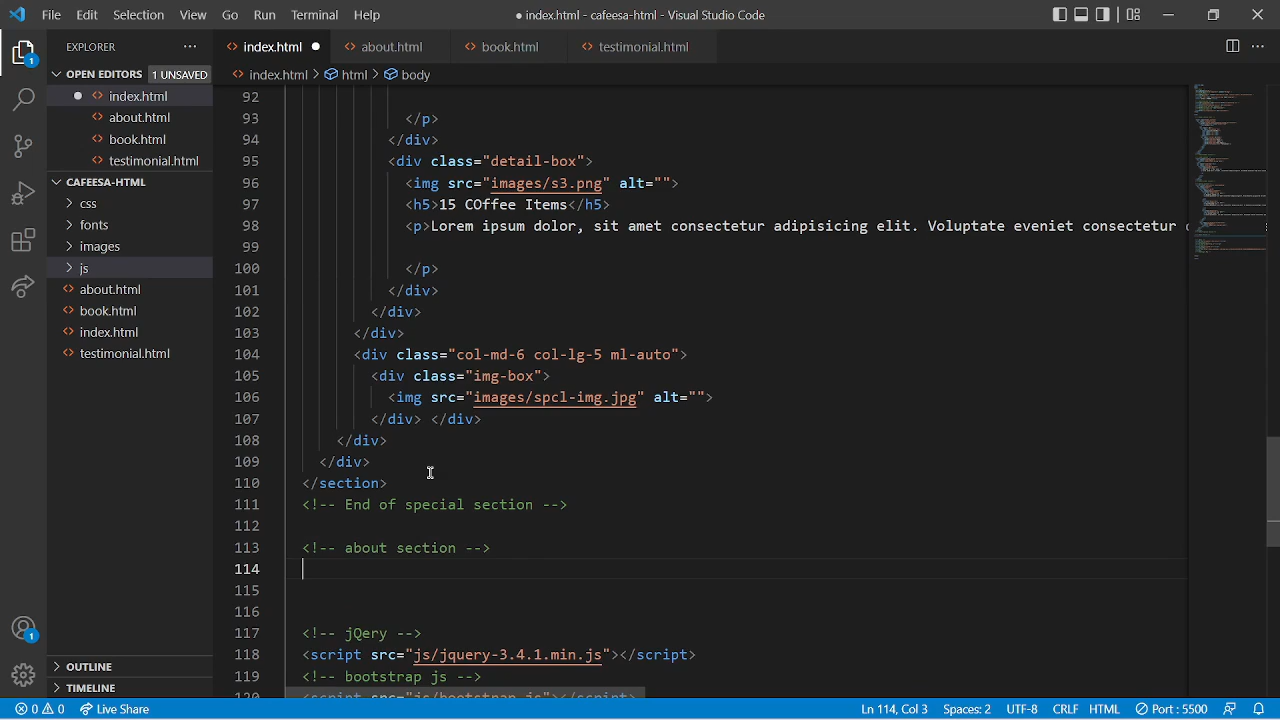 File Edit Selection View Go Run Terminal Help
● index.html - cafeesa-html - Visual Studio Code
EXPLORER
index.html ●
about.html
book.html
testimonial.html
OPEN EDITORS 1 UNSAVED
index.html > html > body
● index.html
about.html
book.html
testimonial.html
CAFEESA-HTML
css
fonts
images
js
about.html
book.html
index.html
testimonial.html
OUTLINE
TIMELINE
92
93 </p>
94 </div>
95 <div class="detail-box">
96 <img src="images/s3.png" alt="">
97 <h5>15 COffee Items</h5>
98 <p>Lorem ipsum dolor, sit amet consectetur adipisicing elit. Voluptate eveniet consectetur
99
100 </p>
101 </div>
102 </div>
103 </div>
104 <div class="col-md-6 col-lg-5 ml-auto">
105 <div class="img-box">
106 <img src="images/spcl-img.jpg" alt="">
107 </div> </div>
108 </div>
109 </div>
110 </section>
111 <!-- End of special section -->
112
113 <!-- about section -->
114
115
116
117 <!-- jQery -->
118 <script src="js/jquery-3.4.1.min.js"></script>
119 <!-- bootstrap js -->
120 <script src="js/bootstrap.js"></script>
1
1
0 0 Live Share
Ln 114, Col 3 Spaces: 2 UTF-8 CRLF HTML Port : 5500